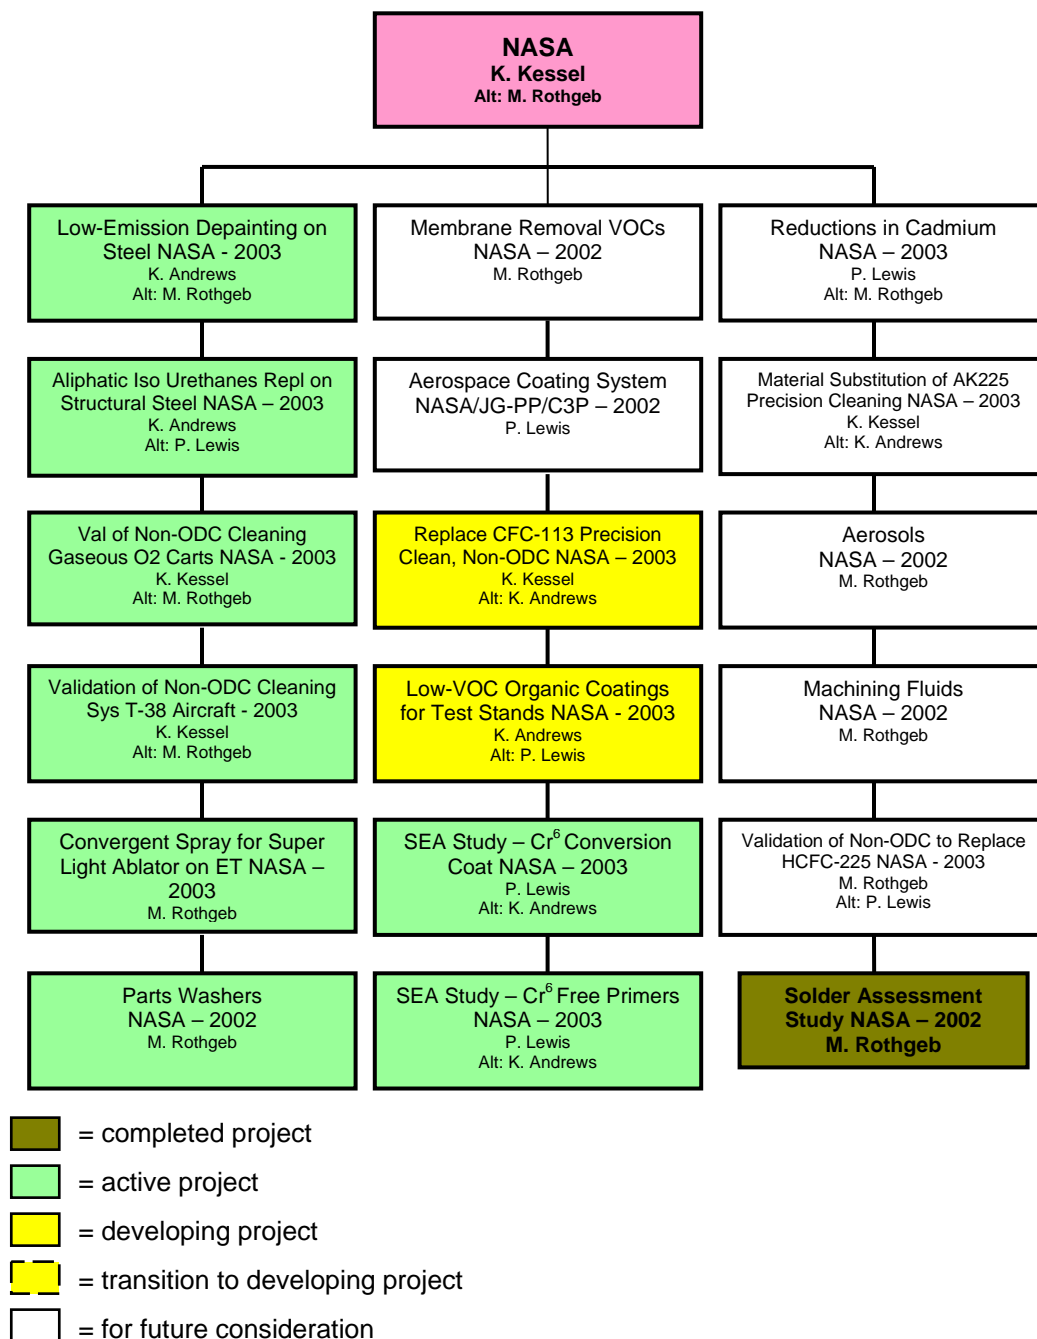 NASA
K. Kessel
Alt: M. Rothgeb
Low-Emission Depainting on
Steel NASA - 2003
K. Andrews
Alt: M. Rothgeb
Aliphatic Iso Urethanes Repl on
Structural Steel NASA – 2003
K. Andrews
Alt: P. Lewis
Val of Non-ODC Cleaning
Gaseous O2 Carts NASA - 2003
K. Kessel
Alt: M. Rothgeb
Validation of Non-ODC Cleaning
Sys T-38 Aircraft - 2003
K. Kessel
Alt: M. Rothgeb
Convergent Spray for Super
Light Ablator on ET NASA –
2003
M. Rothgeb
Parts Washers
NASA – 2002
M. Rothgeb
Membrane Removal VOCs
NASA – 2002
M. Rothgeb
Aerospace Coating System
NASA/JG-PP/C3P – 2002
P. Lewis
Replace CFC-113 Precision
Clean, Non-ODC NASA – 2003
K. Kessel
Alt: K. Andrews
Low-VOC Organic Coatings
for Test Stands NASA - 2003
K. Andrews
Alt: P. Lewis
SEA Study – Cr⁶ Conversion
Coat NASA – 2003
P. Lewis
Alt: K. Andrews
SEA Study – Cr⁶ Free Primers
NASA – 2003
P. Lewis
Alt: K. Andrews
Reductions in Cadmium
NASA – 2003
P. Lewis
Alt: M. Rothgeb
Material Substitution of AK225
Precision Cleaning NASA – 2003
K. Kessel
Alt: K. Andrews
Aerosols
NASA – 2002
M. Rothgeb
Machining Fluids
NASA – 2002
M. Rothgeb
Validation of Non-ODC to Replace
HCFC-225 NASA - 2003
M. Rothgeb
Alt: P. Lewis
Solder Assessment
Study NASA – 2002
M. Rothgeb
= completed project
= active project
= developing project
= transition to developing project
= for future consideration